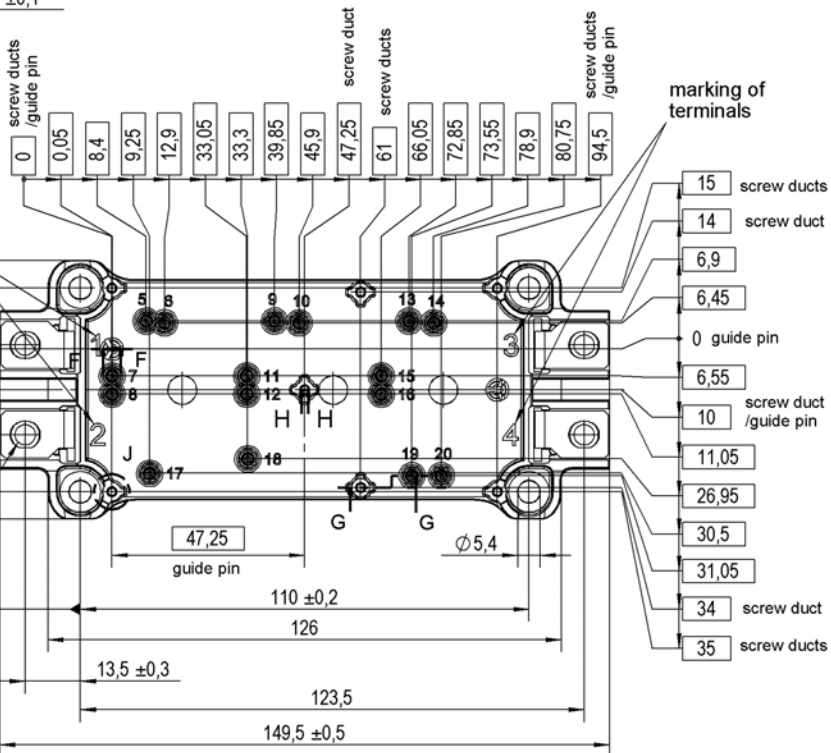 ±0,1
screw ducts
/guide pin
screw duct
screw ducts
screw ducts
/guide pin
0
0,05
8,4
9,25
12,9
33,05
33,3
39,85
45,9
47,25
61
66,05
72,85
73,55
78,9
80,75
94,5
marking of
terminals
15 screw ducts
14 screw duct
6,9
6,45
0 guide pin
6,55
10 screw duct
/guide pin
11,05
26,95
30,5
31,05
34 screw duct
35 screw ducts
5 6 9 10 13 14
1 3
F F
7 11 15
8 12 16
H H
2 4
J
17 18 19 20
G G
47,25
guide pin
Ø5,4
110 ±0,2
126
13,5 ±0,3
123,5
149,5 ±0,5